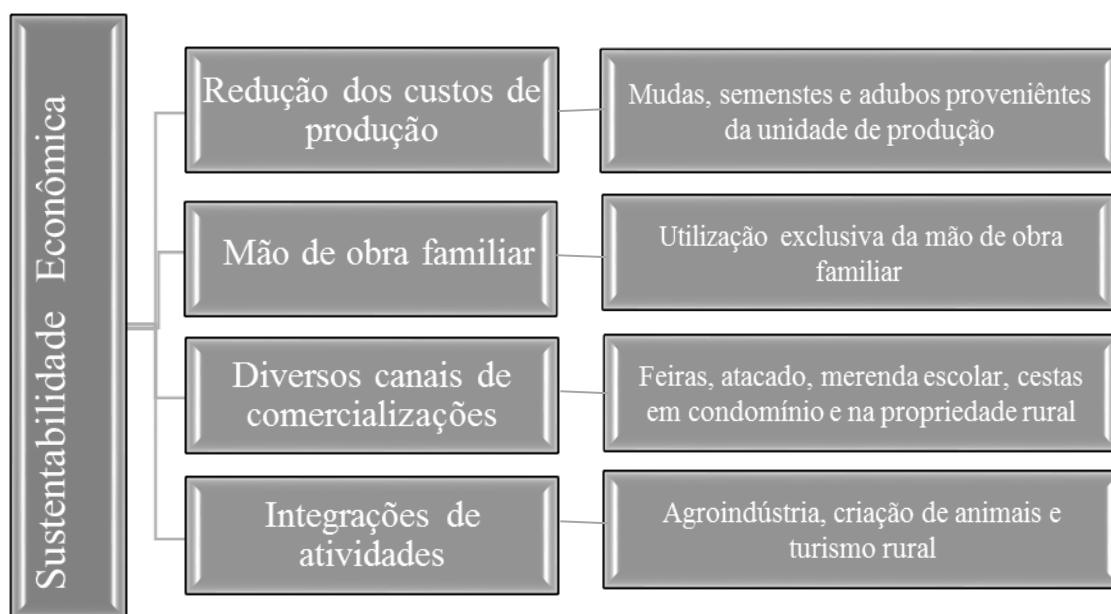 Sustentabilidade Econômica
Redução dos custos de
produção
Mudas, semenstes e adubos proveniêntes
da unidade de produção
Mão de obra familiar
Utilização exclusiva da mão de obra
familiar
Diversos canais de
comercializações
Feiras, atacado, merenda escolar, cestas
em condomínio e na propriedade rural
Integrações de
atividades
Agroindústria, criação de animais e
turismo rural